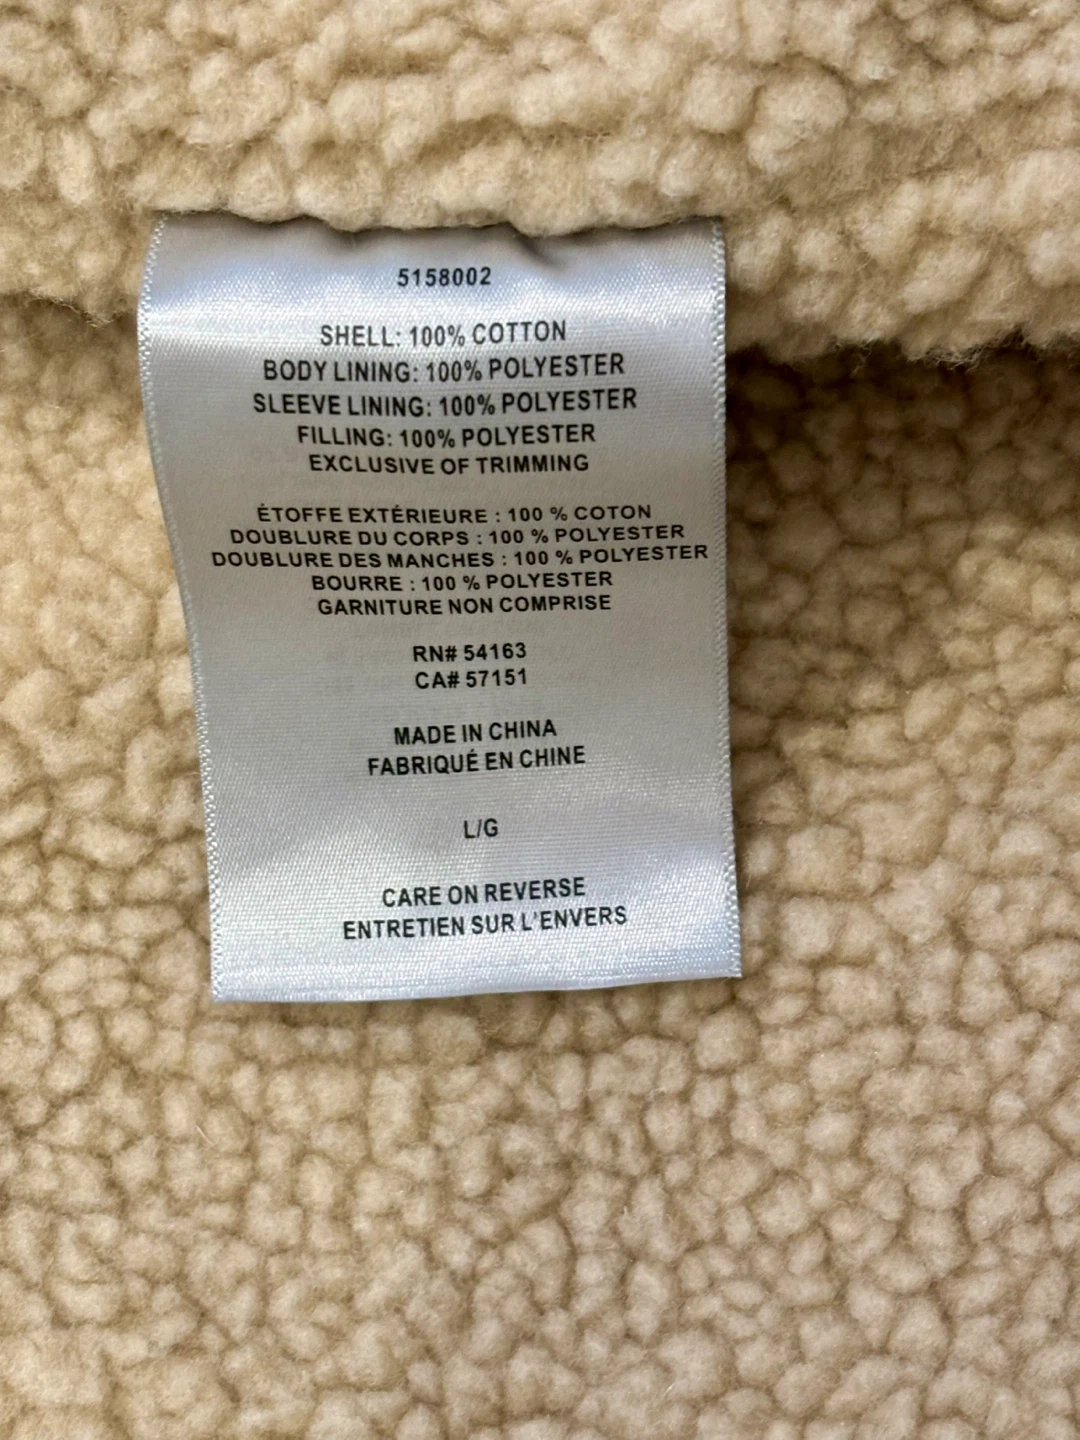 5158002
SHELL: 100% COTTON
BODY LINING: 100% POLYESTER
SLEEVE LINING: 100% POLYESTER
FILLING: 100% POLYESTER
EXCLUSIVE OF TRIMMING
ÉTOFFE EXTÉRIEURE : 100 % COTON
DOUBLURE DU CORPS : 100 % POLYESTER
DOUBLURE DES MANCHES : 100 % POLYESTER
BOURRE : 100 % POLYESTER
GARNITURE NON COMPRISE
RN# 54163
CA# 57151
MADE IN CHINA
FABRIQUÉ EN CHINE
L/G
CARE ON REVERSE
ENTRETIEN SUR L'ENVERS